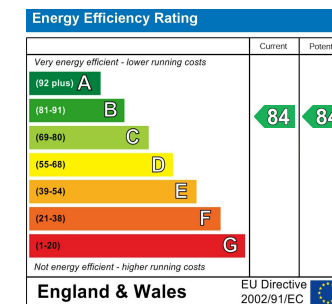 Energy Efficiency Rating
Current Poten
Very energy efficient - lower running costs
(92 plus) A
(81-91) B
84 84
(69-80) C
(55-68) D
(39-54) E
(21-38) F
(1-20) G
Not energy efficient - higher running costs
England & Wales
EU Directive
2002/91/EC